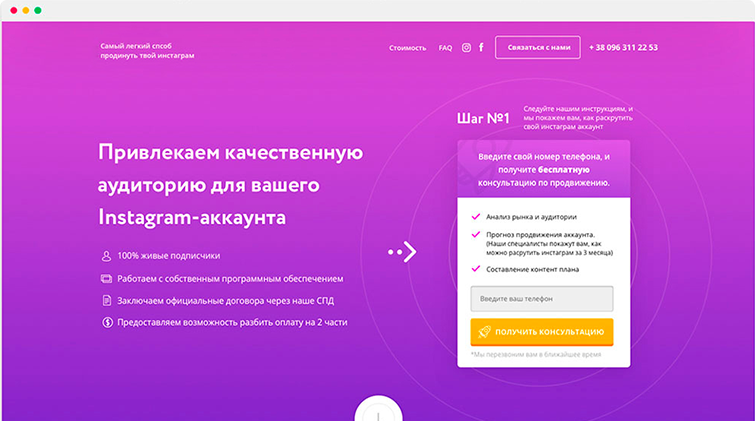 Самый легкий спсоб
продинуть твой инстаграм
Стоимость
FAQ
Связаться с нами
+ 38 096 311 22 53
Привлекаем качественную
аудиторию для вашего
Instagram-аккаунта
100% живые подписчики
Работаем с собственным программным обеспечением
Заключаем официальные договора через наше СПД
Предоставляем возможность разбить оплату на 2 части
Шаг №1
Следуйте нашим инструкциям, и
мы покажем вам, как раскрутить
свой инстаграм аккаунт
Введите свой номер телефона, и
получите бесплатную
консультацию по продвижению.
Анализ рынка и аудитории
Прогноз продвижения аккаунта.
(Наши специалисты покажут вам, как
можно расрутить инстаграм за 3 месяца)
Составление контент плана
Введите ваш телефон
ПОЛУЧИТЬ КОНСУЛЬТАЦИЮ
*Мы перезвоним вам в ближайшее время